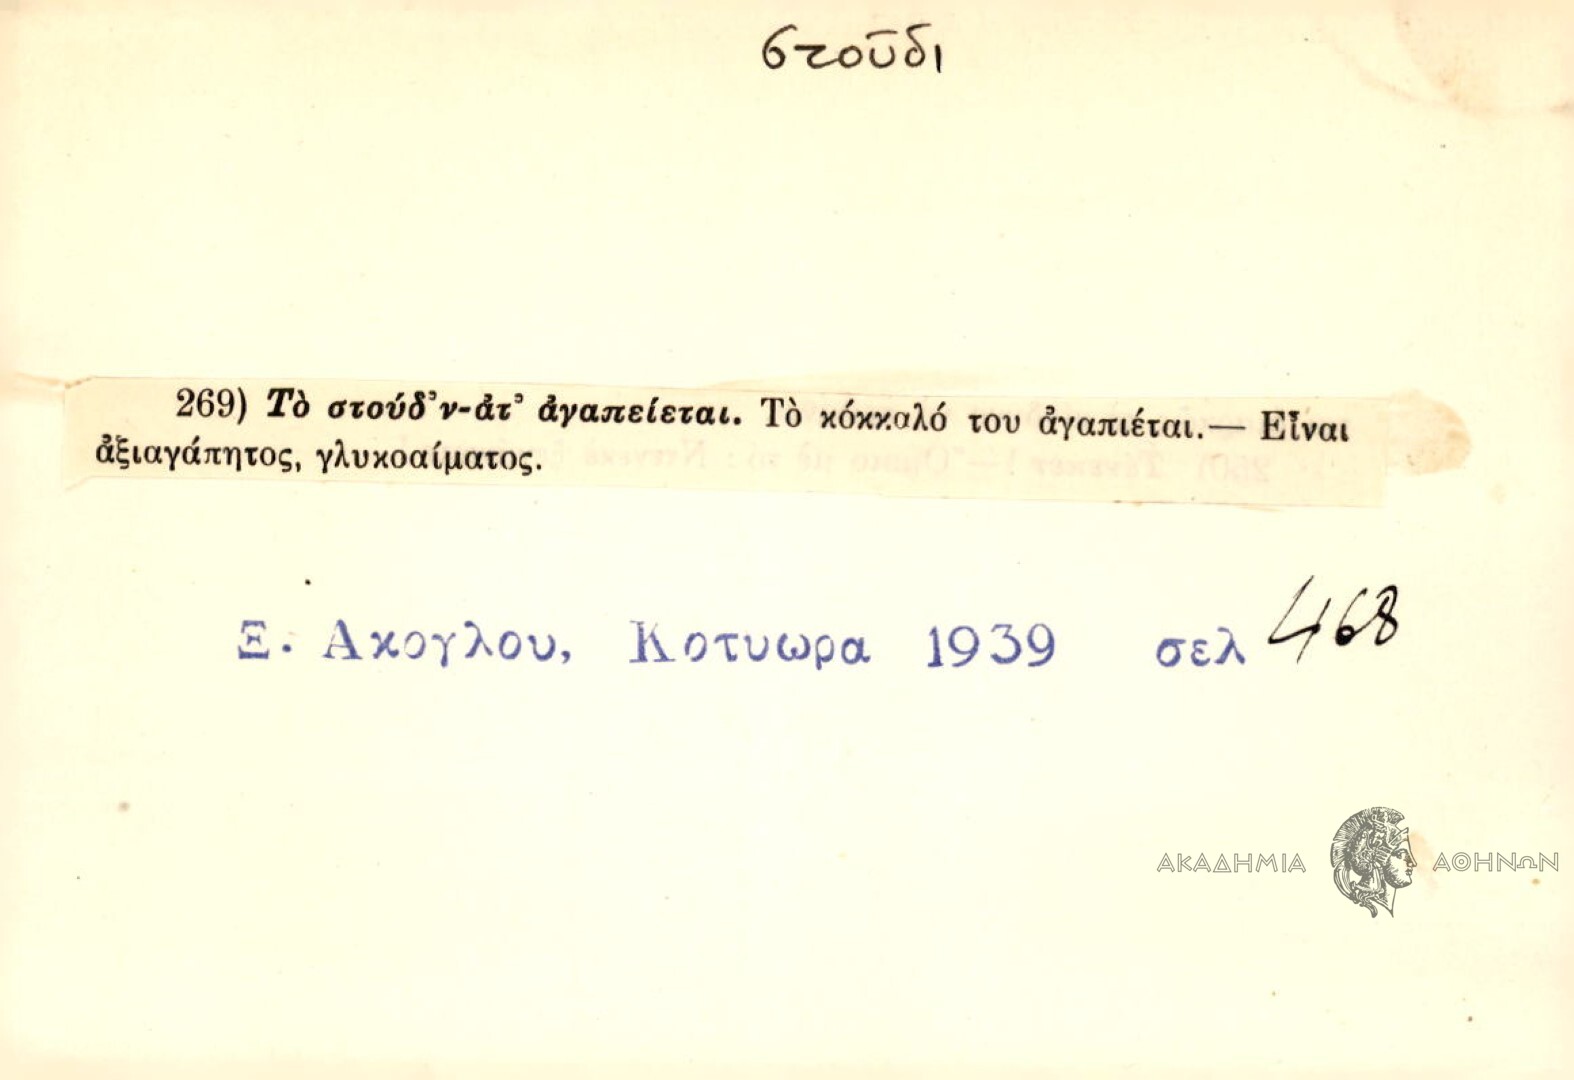 στοῦδι
269) Τὸ στούδ᾿ν-ἀτ᾿ ἀγαπείεται. Τὸ κόκκαλό του ἀγαπιέται.— Εἶναι
ἀξιαγάπητος, γλυκοαίματος.
Ξ. Ακογλου, Κοτυωρα 1939 σελ 468
ΑΚΑΔΗΜΙΑ ΑΘΗΝΩΝ